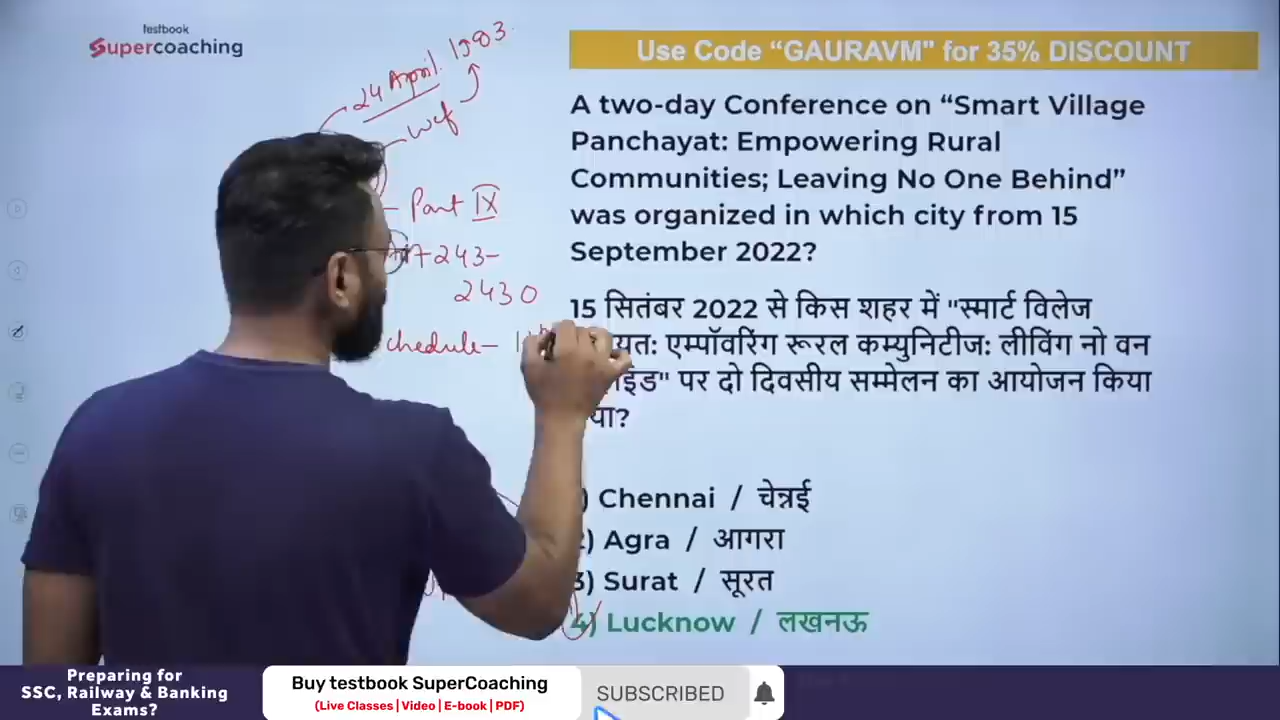 testbook
Supercoaching
Use Code “GAURAVM" for 35% DISCOUNT
24 April 1993
wef
Part IX
243-
243O
chedule-
A two-day Conference on “Smart Village
Panchayat: Empowering Rural
Communities; Leaving No One Behind”
was organized in which city from 15
September 2022?
15 सितंबर 2022 से किस शहर में "स्मार्ट विलेज
यत: एम्पॉवरिंग रूरल कम्युनिटीज: लीविंग नो वन
" पर दो दिवसीय सम्मेलन का आयोजन किया
या?
) Chennai / चेन्नई
2) Agra / आगरा
3) Surat / सूरत
4) Lucknow / लखनऊ
Preparing for
SSC, Railway & Banking
Exams?
Buy testbook SuperCoaching
(Live Classes | Video | E-book | PDF)
SUBSCRIBED